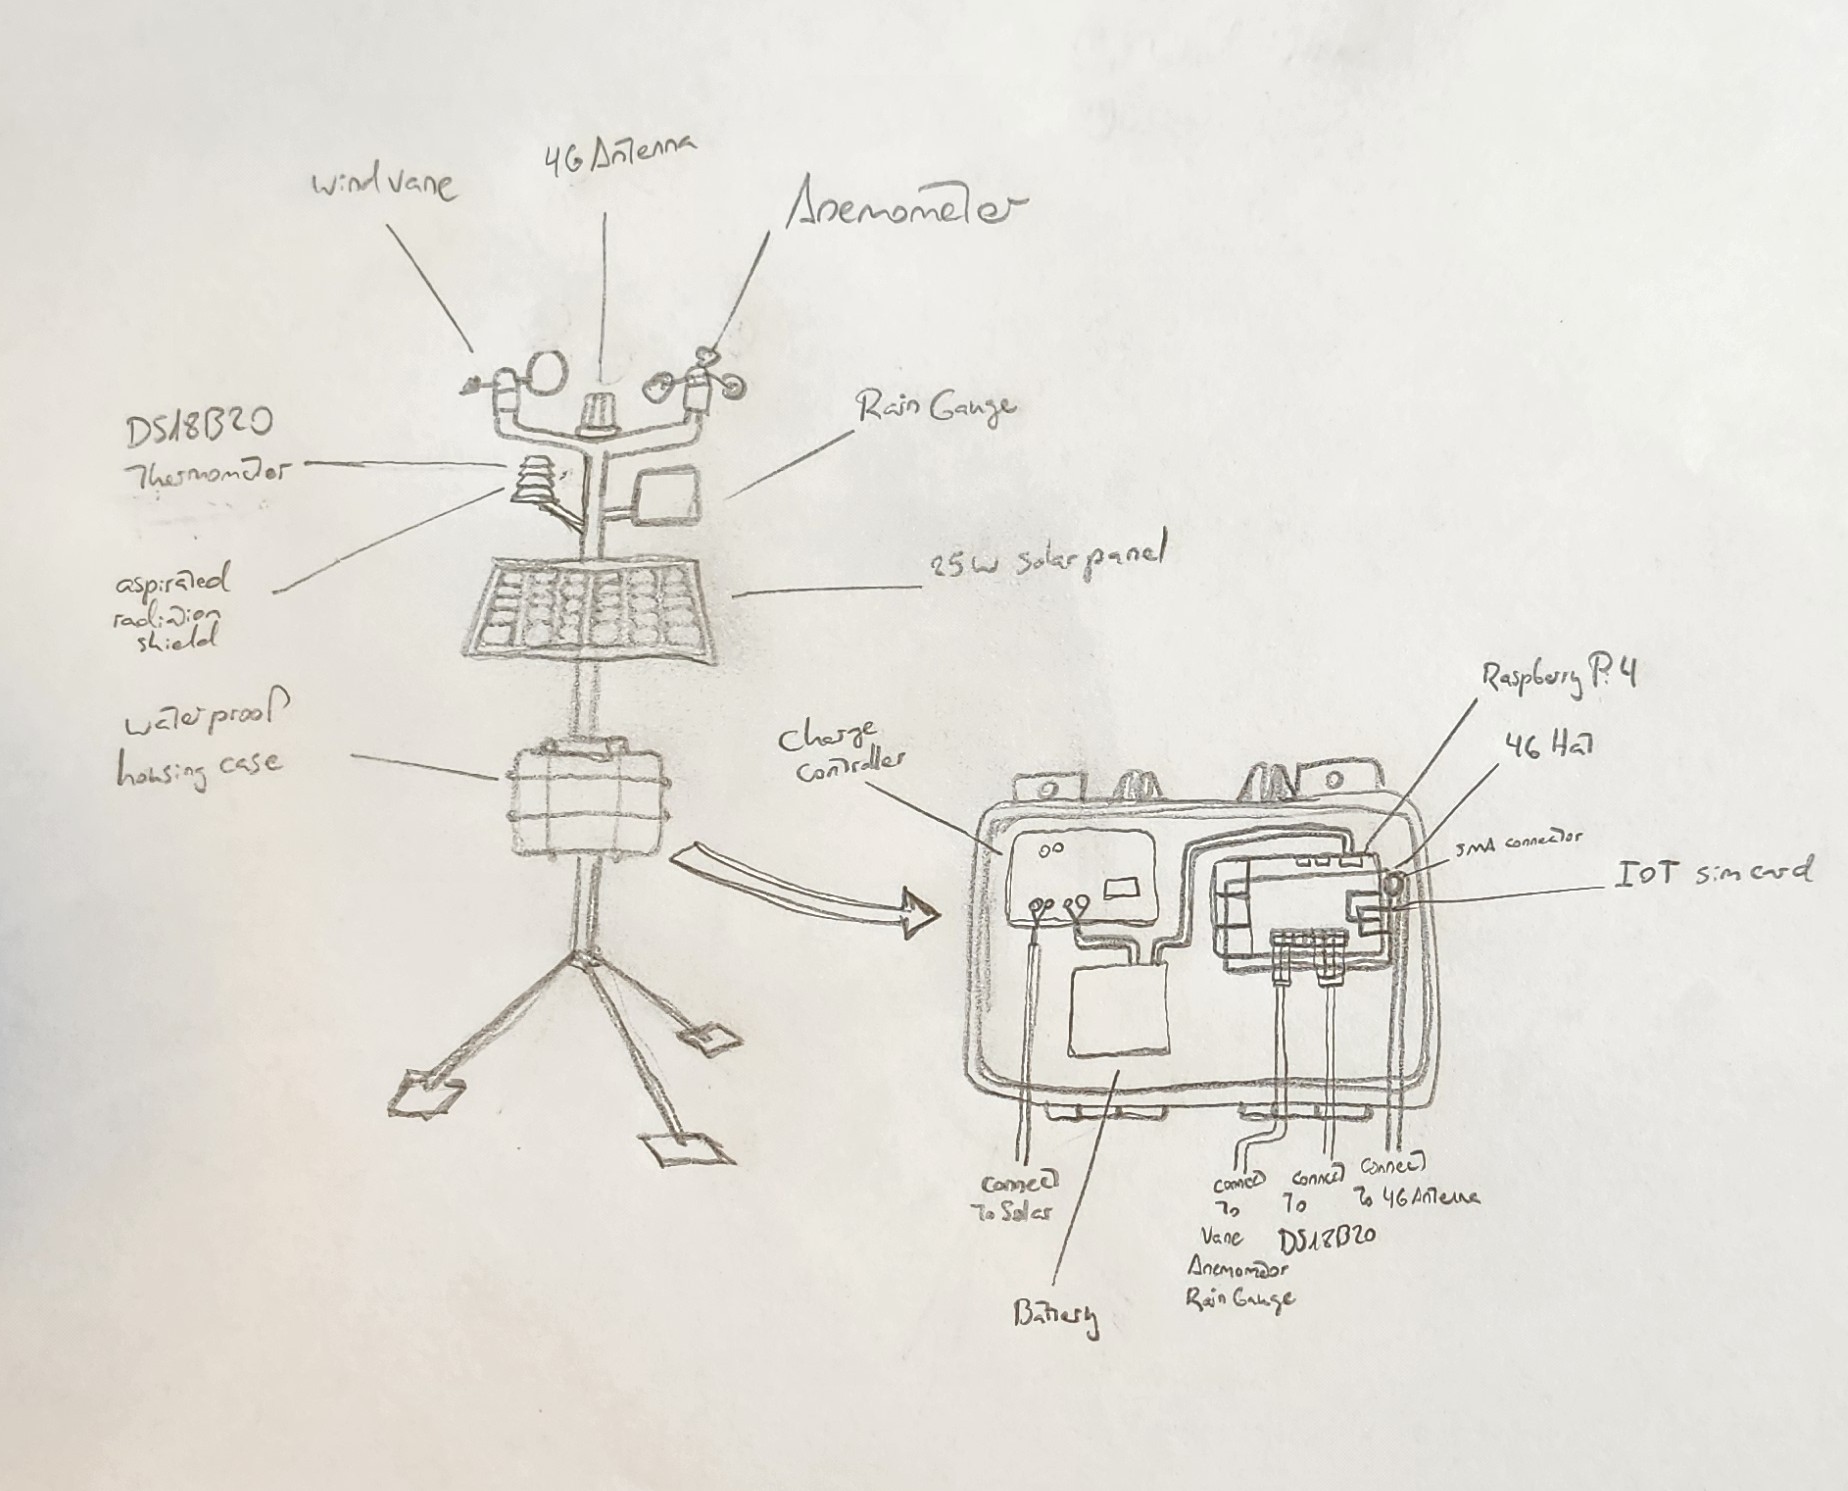 wind vane
4G Antenna
Anemometer
DS18B20
Thermometer
Rain Gauge
aspirated
radiation
shield
25W solar panel
waterproof
housing case
Charge
Controller
Raspberry Pi 4
4G Hat
SMA connector
IOT sim card
Connect
To Solar
connect
To
Vane
Anemometer
Rain Gauge
connect
To
DS18B20
connect
To 4G Antenna
Battery